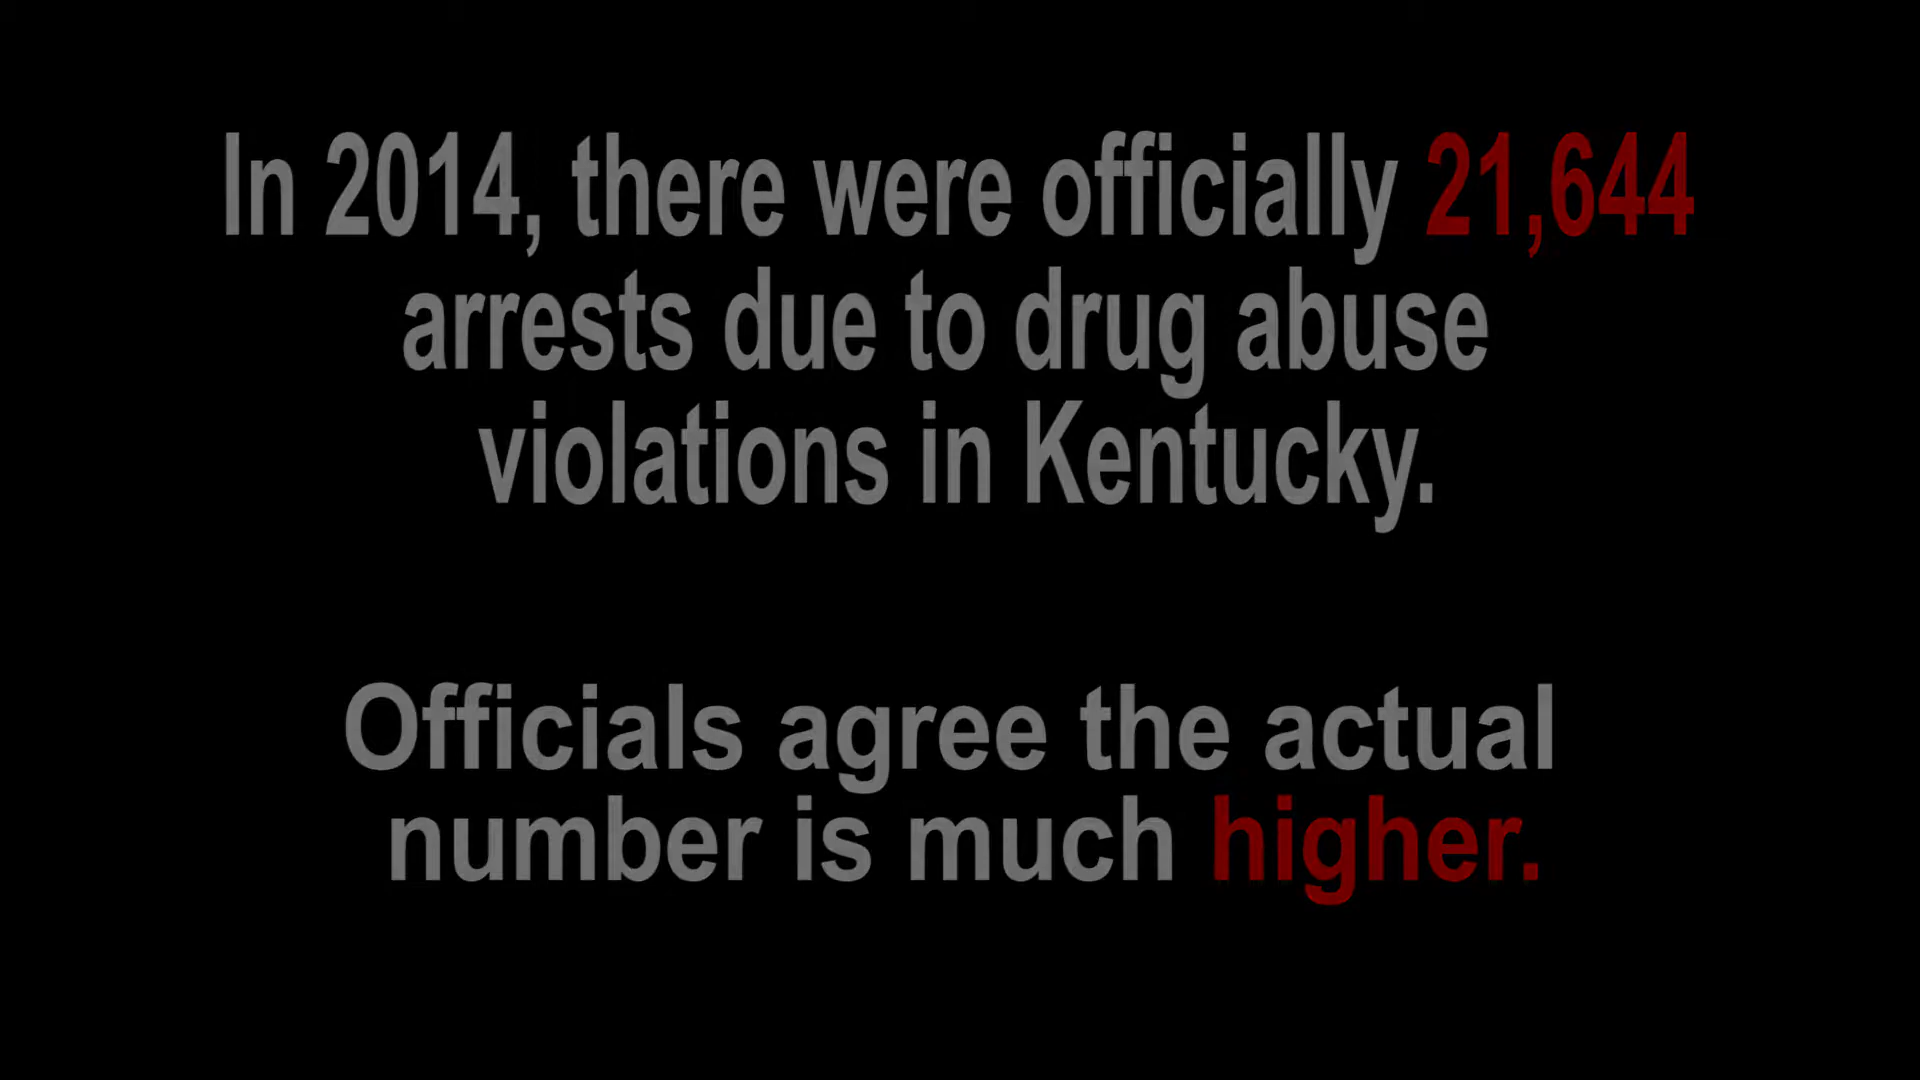 In 2014, there were officially 21,644
arrests due to drug abuse
violations in Kentucky.
Officials agree the actual
number is much higher.